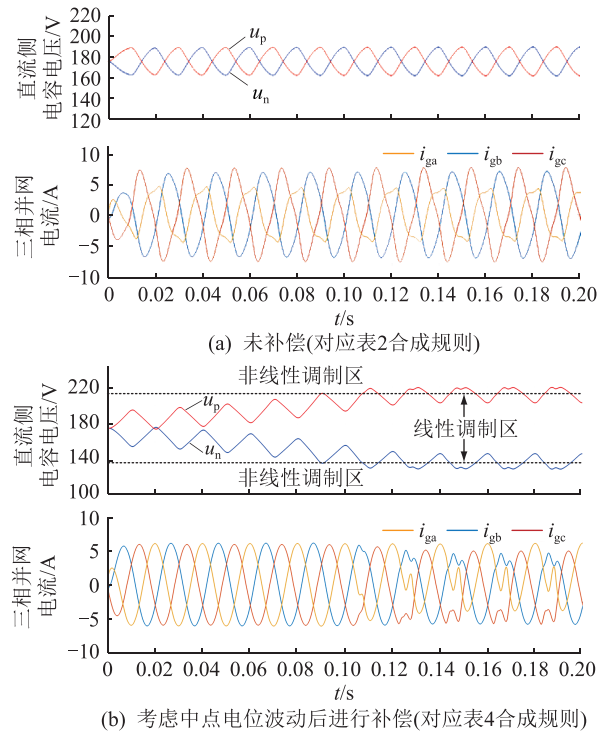 220
200
180
160
140
120
直流侧
电容电压/V
up
un
10
5
0
−5
−10
三相并网
电流/A
iga igb igc
0 0.02 0.04 0.06 0.08 0.10 0.12 0.14 0.16 0.18 0.20
t/s
(a) 未补偿(对应表2合成规则)
220
180
140
100
直流侧
电容电压/V
非线性调制区
up
线性调制区
un
非线性调制区
10
5
0
−5
−10
三相并网
电流/A
iga igb igc
0 0.02 0.04 0.06 0.08 0.10 0.12 0.14 0.16 0.18 0.20
t/s
(b) 考虑中点电位波动后进行补偿(对应表4合成规则)